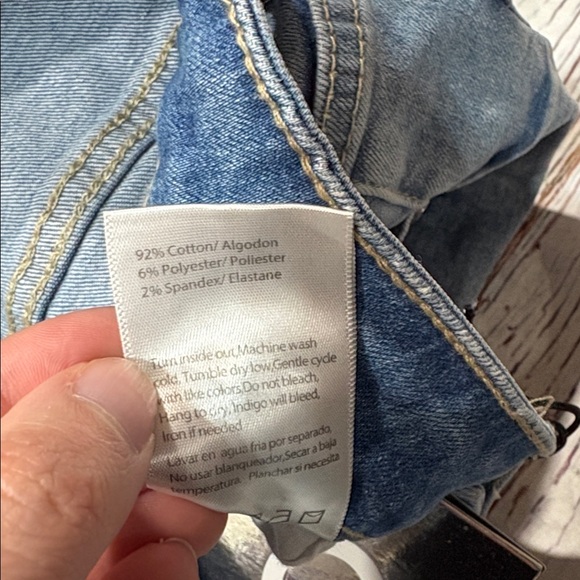 92% Cotton/ Algodon
6% Polyester/ Poliester
2% Spandex/ Elastane
Turn inside out,Machine wash
cold. Tumble dry low,Gentle cycle
with like colors,Do not bleach,
Hang to dry, Indigo will bleed,
Iron if needed
Lavar en agua fria por separado,
No usar blanqueador,Secar a baja
temperatura. Planchar si necesita